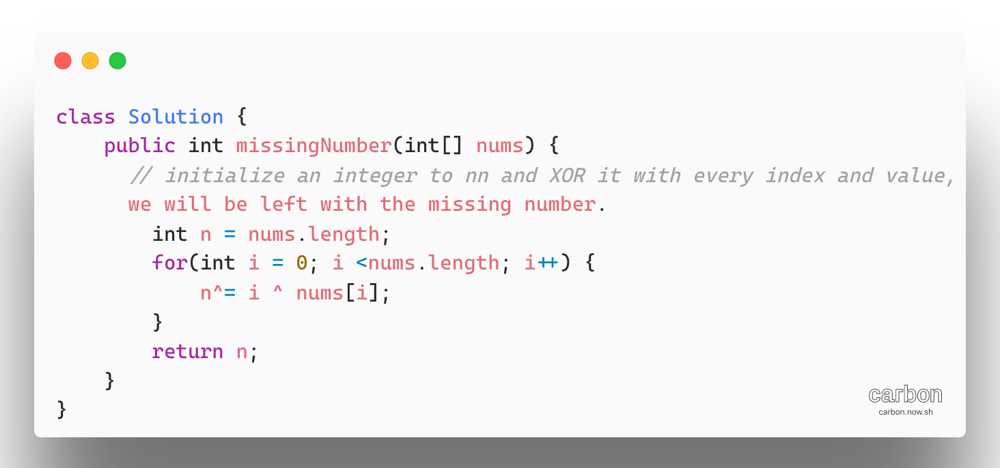 class Solution {
    public int missingNumber(int[] nums) {
      // initialize an integer to nn and XOR it with every index and value,
      we will be left with the missing number.
        int n = nums.length;
        for(int i = 0; i <nums.length; i++) {
            n^= i ^ nums[i];
        }
        return n;
    }
}
carbon
carbon.now.sh